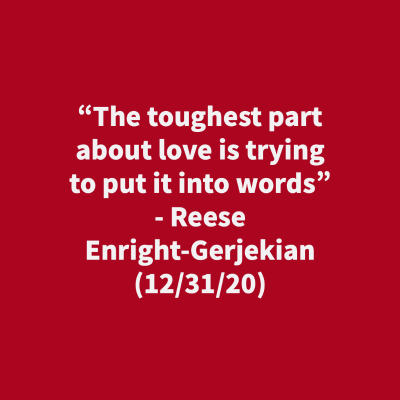 “The toughest part
about love is trying
to put it into words”
- Reese
Enright-Gerjekian
(12/31/20)